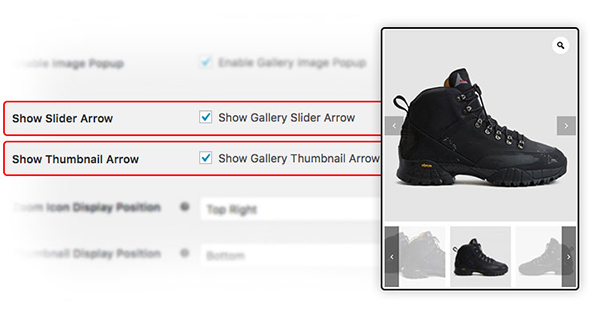 Enable Image Popup
Enable Gallery Image Popup
Show Slider Arrow
Show Gallery Slider Arrow
Show Thumbnail Arrow
Show Gallery Thumbnail Arrow
Zoom Icon Display Position
Top Right
Thumbnail Display Position
Bottom